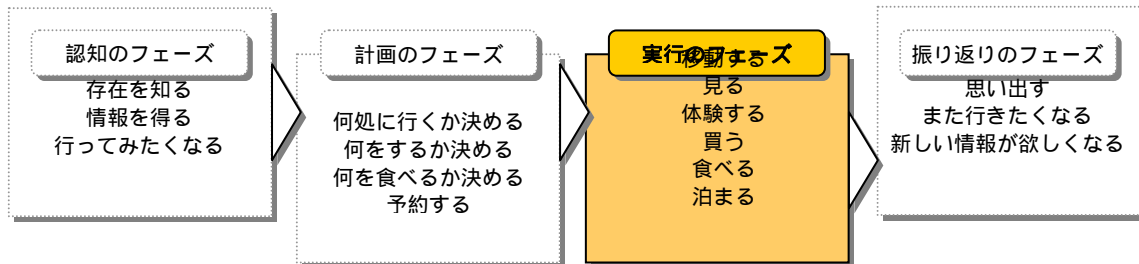 認知のフェーズ
存在を知る
情報を得る
行ってみたくなる
計画のフェーズ
何処に行くか決める
何をするか決める
何を食べるか決める
予約する
実行のフェーズ
移動する
見る
体験する
買う
食べる
泊まる
振り返りのフェーズ
思い出す
また行きたくなる
新しい情報が欲しくなる